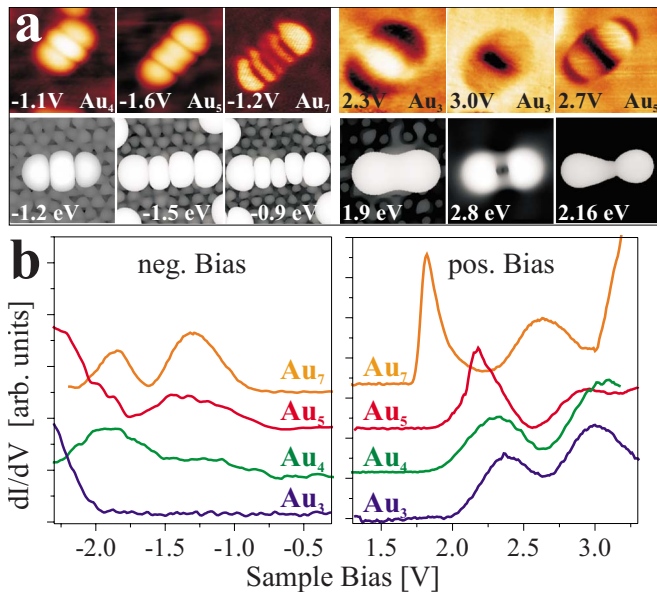 a
-1.1V Au4
-1.6V Au5
-1.2V Au7
2.3V Au3
3.0V Au3
2.7V Au5
-1.2 eV
-1.5 eV
-0.9 eV
1.9 eV
2.8 eV
2.16 eV
b
neg. Bias
pos. Bias
dI/dV [arb. units]
Au7
Au5
Au4
Au3
Au7
Au5
Au4
Au3
-2.0 -1.5 -1.0 -0.5
1.5 2.0 2.5 3.0
Sample Bias [V]